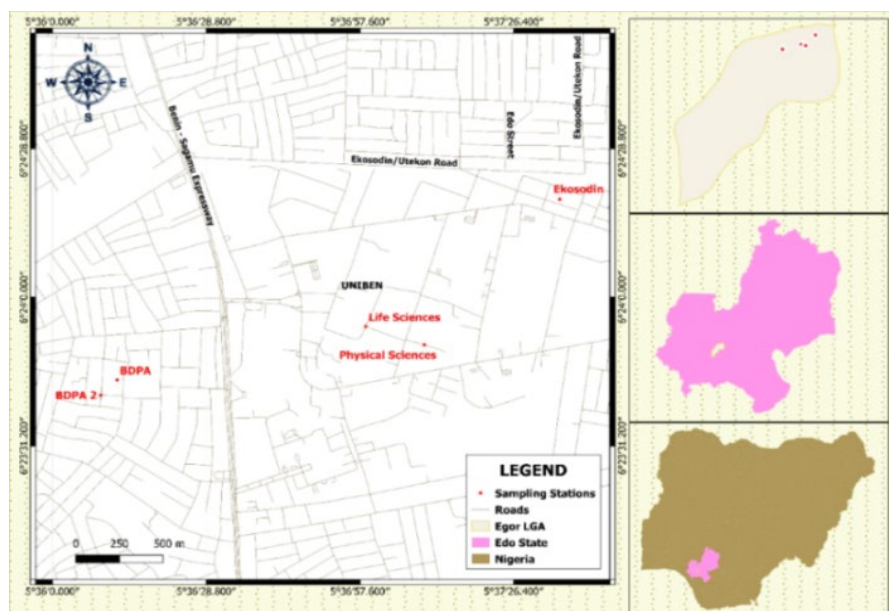 5°36'0.000 5°36'28.800 5°36'57.600 5°37'26.400
N
W E
S
Benin - Sagamu Expressway
Edo Street
Ekosodin/Utekon Road
Ekosodin/Utekon Road
6°24'28.800
6°24'28.800
Ekosodin
UNIBEN
6°24'0.000
6°24'0.000
Life Sciences
Physical Sciences
BDPA
BDPA 2
6°23'31.200
6°23'31.200
LEGEND
Sampling Stations
Roads
Egor LGA
Edo State
Nigeria
0 250 500 m
5°36'0.000 5°36'28.800 5°36'57.600 5°37'26.400